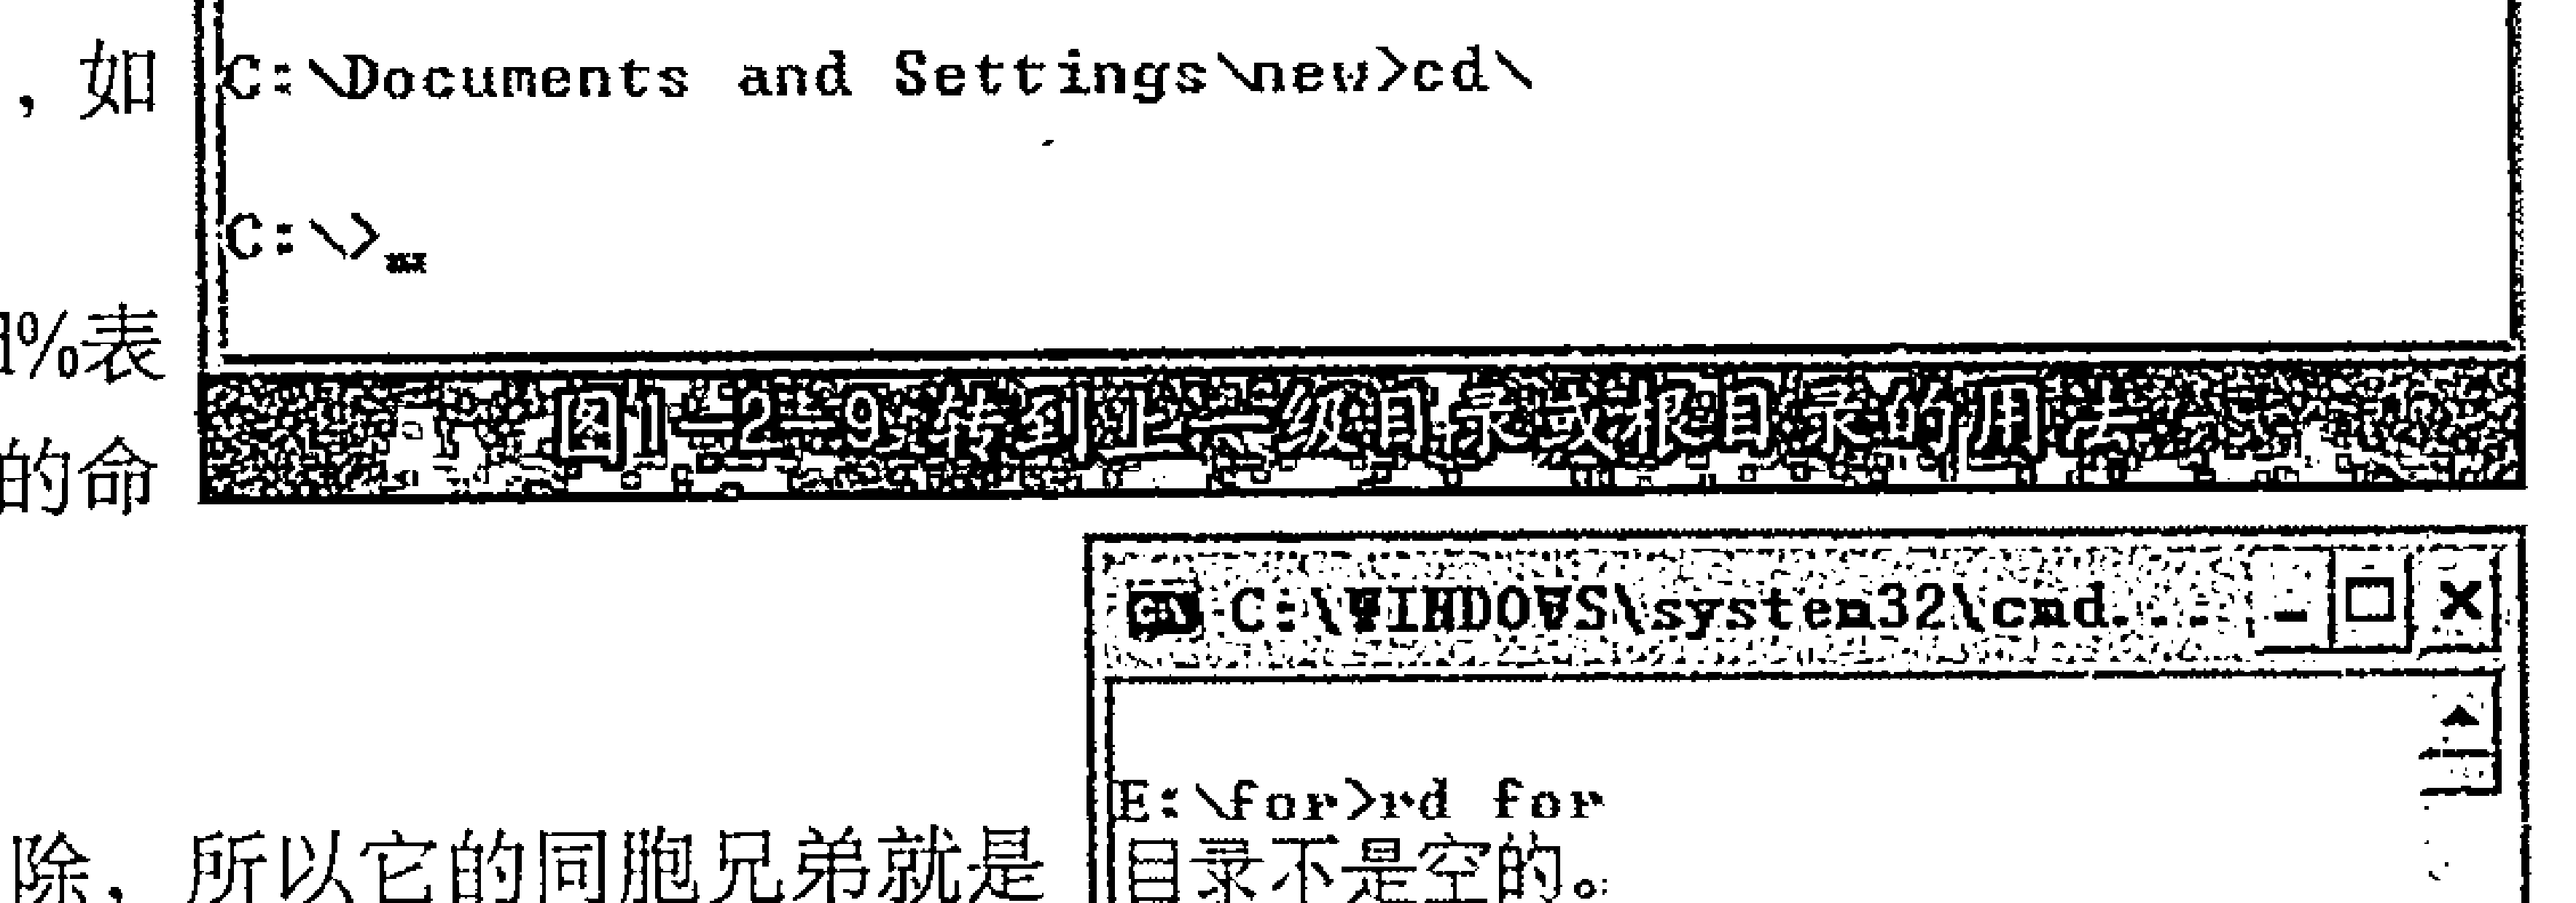 ，如
C:\Documents and Settings\new>cd\
C:\>_
l%表
的命
图1-2-9 转到上一级目录或根目录的用法
C:\WINDOWS\system32\cmd...
E:\for>rd for
目录不是空的。
除，所以它的同胞兄弟就是